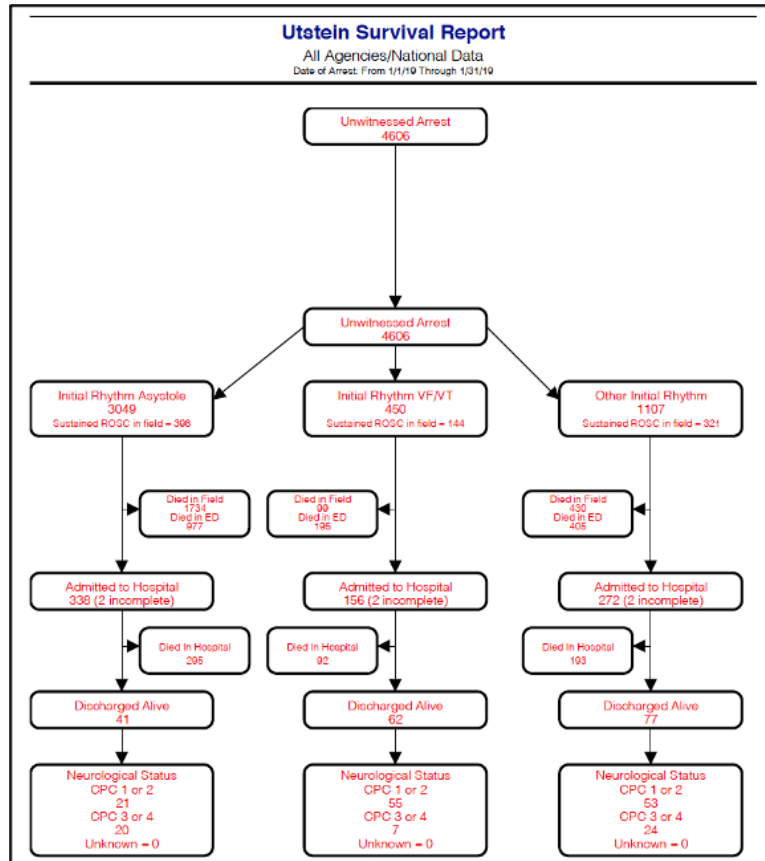 Utstein Survival Report
All Agencies/National Data
Date of Arrest: From 1/1/19 Through 1/31/19
Unwitnessed Arrest
4606
Unwitnessed Arrest
4606
Initial Rhythm Asystole
3049
Sustained ROSC in field = 396
Initial Rhythm VF/VT
450
Sustained ROSC in field = 144
Other Initial Rhythm
1107
Sustained ROSC in field = 321
Died in Field
1734
Died in ED
977
Died in Field
99
Died in ED
195
Died in Field
430
Died in ED
405
Admitted to Hospital
338 (2 incomplete)
Admitted to Hospital
156 (2 incomplete)
Admitted to Hospital
272 (2 incomplete)
Died In Hospital
295
Died In Hospital
92
Died In Hospital
193
Discharged Alive
41
Discharged Alive
62
Discharged Alive
77
Neurological Status
CPC 1 or 2
21
CPC 3 or 4
20
Unknown = 0
Neurological Status
CPC 1 or 2
55
CPC 3 or 4
7
Unknown = 0
Neurological Status
CPC 1 or 2
53
CPC 3 or 4
24
Unknown = 0